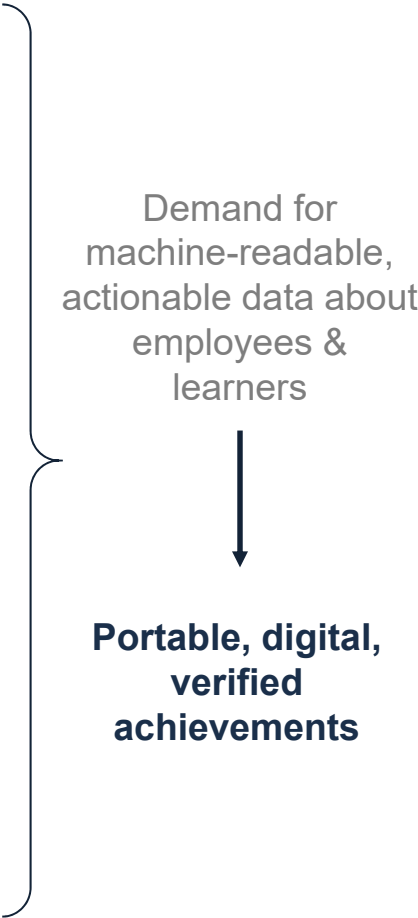 Demand for
machine-readable,
actionable data about
employees &
learners
Portable, digital,
verified
achievements